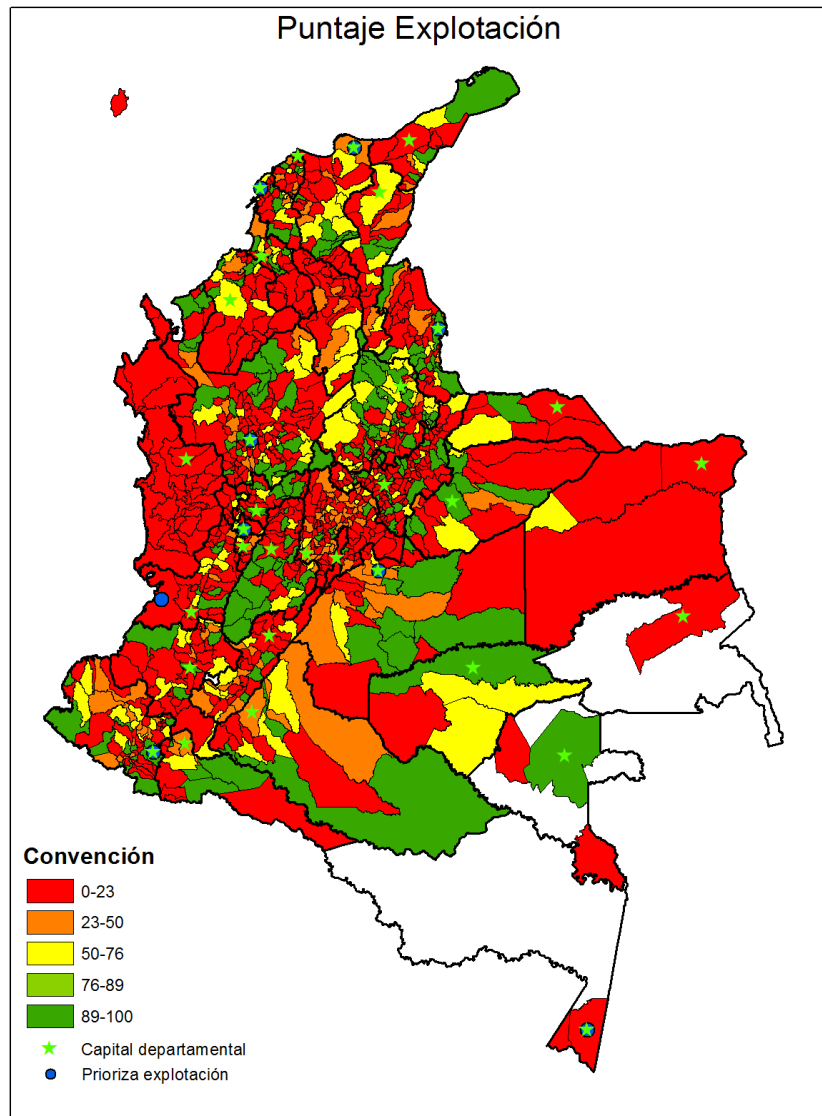 Puntaje Explotación
Convención
0-23
23-50
50-76
76-89
89-100
Capital departamental
Prioriza explotación